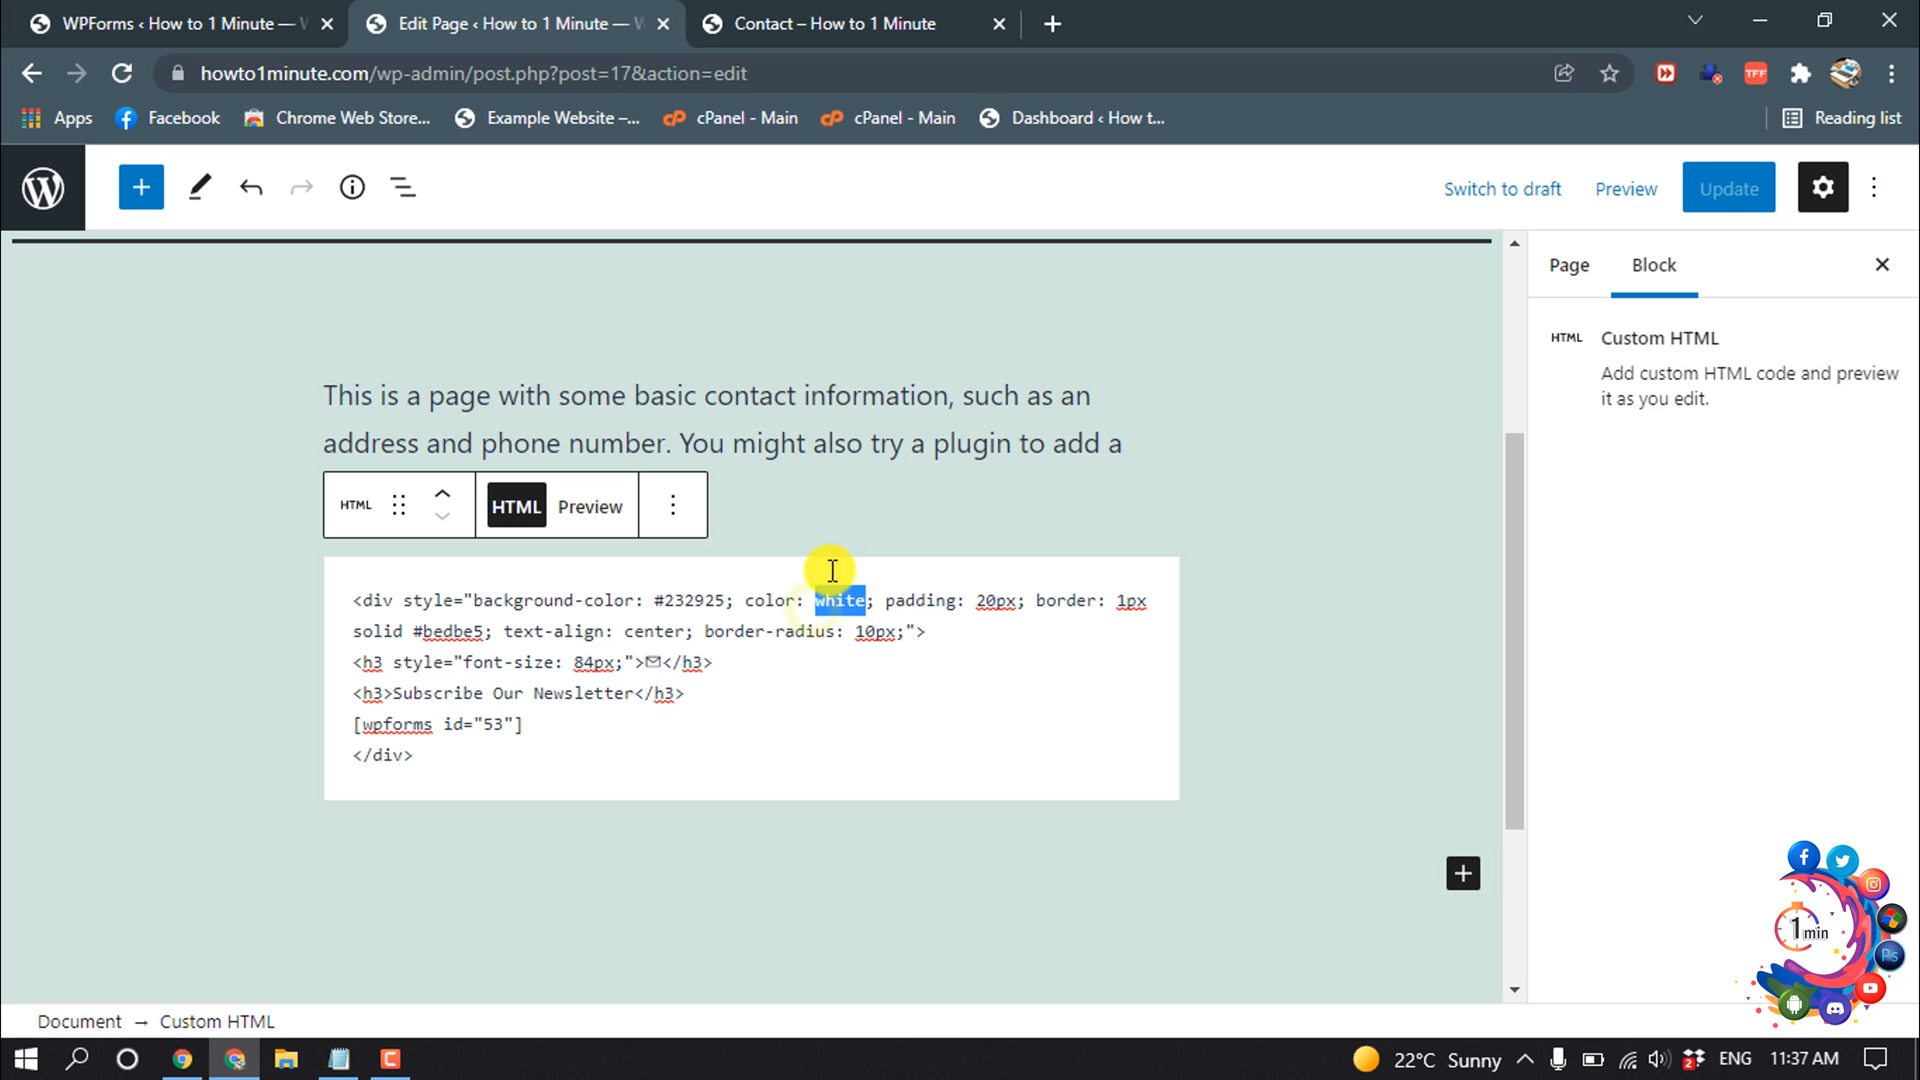 WPForms ‹ How to 1 Minute —
Edit Page ‹ How to 1 Minute —
Contact – How to 1 Minute
howto1minute.com/wp-admin/post.php?post=17&action=edit
TFF
Apps
Facebook
Chrome Web Store...
Example Website –...
cPanel - Main
cPanel - Main
Dashboard ‹ How t...
Reading list
Switch to draft
Preview
Update
Page
Block
HTML
Custom HTML
Add custom HTML code and preview
it as you edit.
This is a page with some basic contact information, such as an
address and phone number. You might also try a plugin to add a
HTML
HTML
Preview
<div style="background-color: #232925; color: white; padding: 20px; border: 1px
solid #bedbe5; text-align: center; border-radius: 10px;">
<h3 style="font-size: 84px;">🖂</h3>
<h3>Subscribe Our Newsletter</h3>
[wpforms id="53"]
</div>
1 min
Ps
Document → Custom HTML
22°C Sunny
2
ENG
11:37 AM